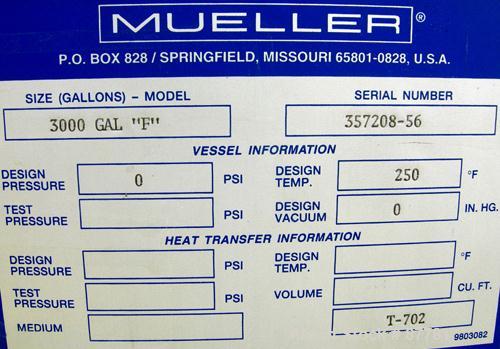 MUELLER®
P.O. BOX 828 / SPRINGFIELD, MISSOURI 65801-0828, U.S.A.
SIZE (GALLONS) - MODEL SERIAL NUMBER
3000 GAL "F" 357208-56
VESSEL INFORMATION
DESIGN PRESSURE 0 PSI DESIGN TEMP. 250 °F
TEST PRESSURE PSI DESIGN VACUUM 0 IN. HG.
HEAT TRANSFER INFORMATION
DESIGN PRESSURE PSI DESIGN TEMP. °F
TEST PRESSURE PSI VOLUME CU. FT.
MEDIUM T-702
9803082